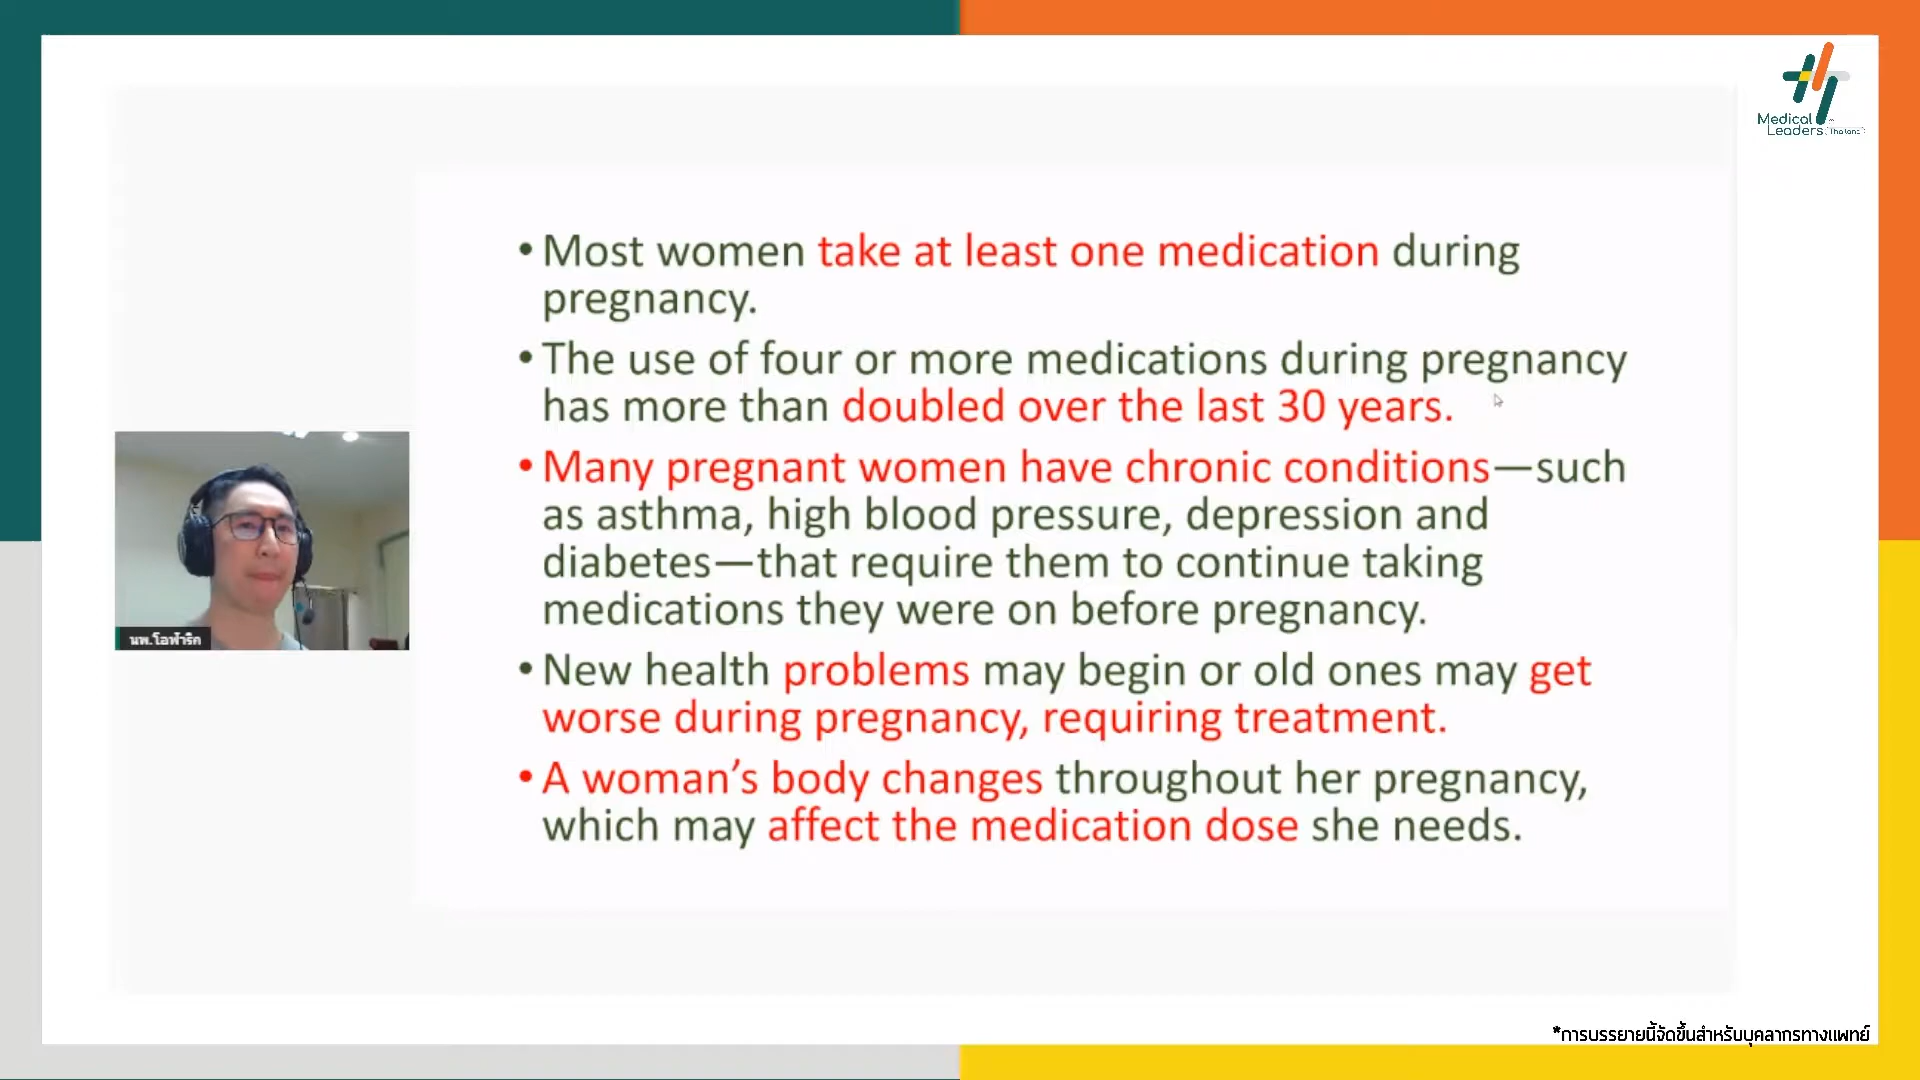 Medical
Leaders (Thailand)
• Most women take at least one medication during
pregnancy.
• The use of four or more medications during pregnancy
has more than doubled over the last 30 years.
• Many pregnant women have chronic conditions—such
as asthma, high blood pressure, depression and
diabetes—that require them to continue taking
medications they were on before pregnancy.
• New health problems may begin or old ones may get
worse during pregnancy, requiring treatment.
• A woman’s body changes throughout her pregnancy,
which may affect the medication dose she needs.
นพ.โอฬาริก
*การบรรยายนี้จัดขึ้นสำหรับบุคลากรทางแพทย์